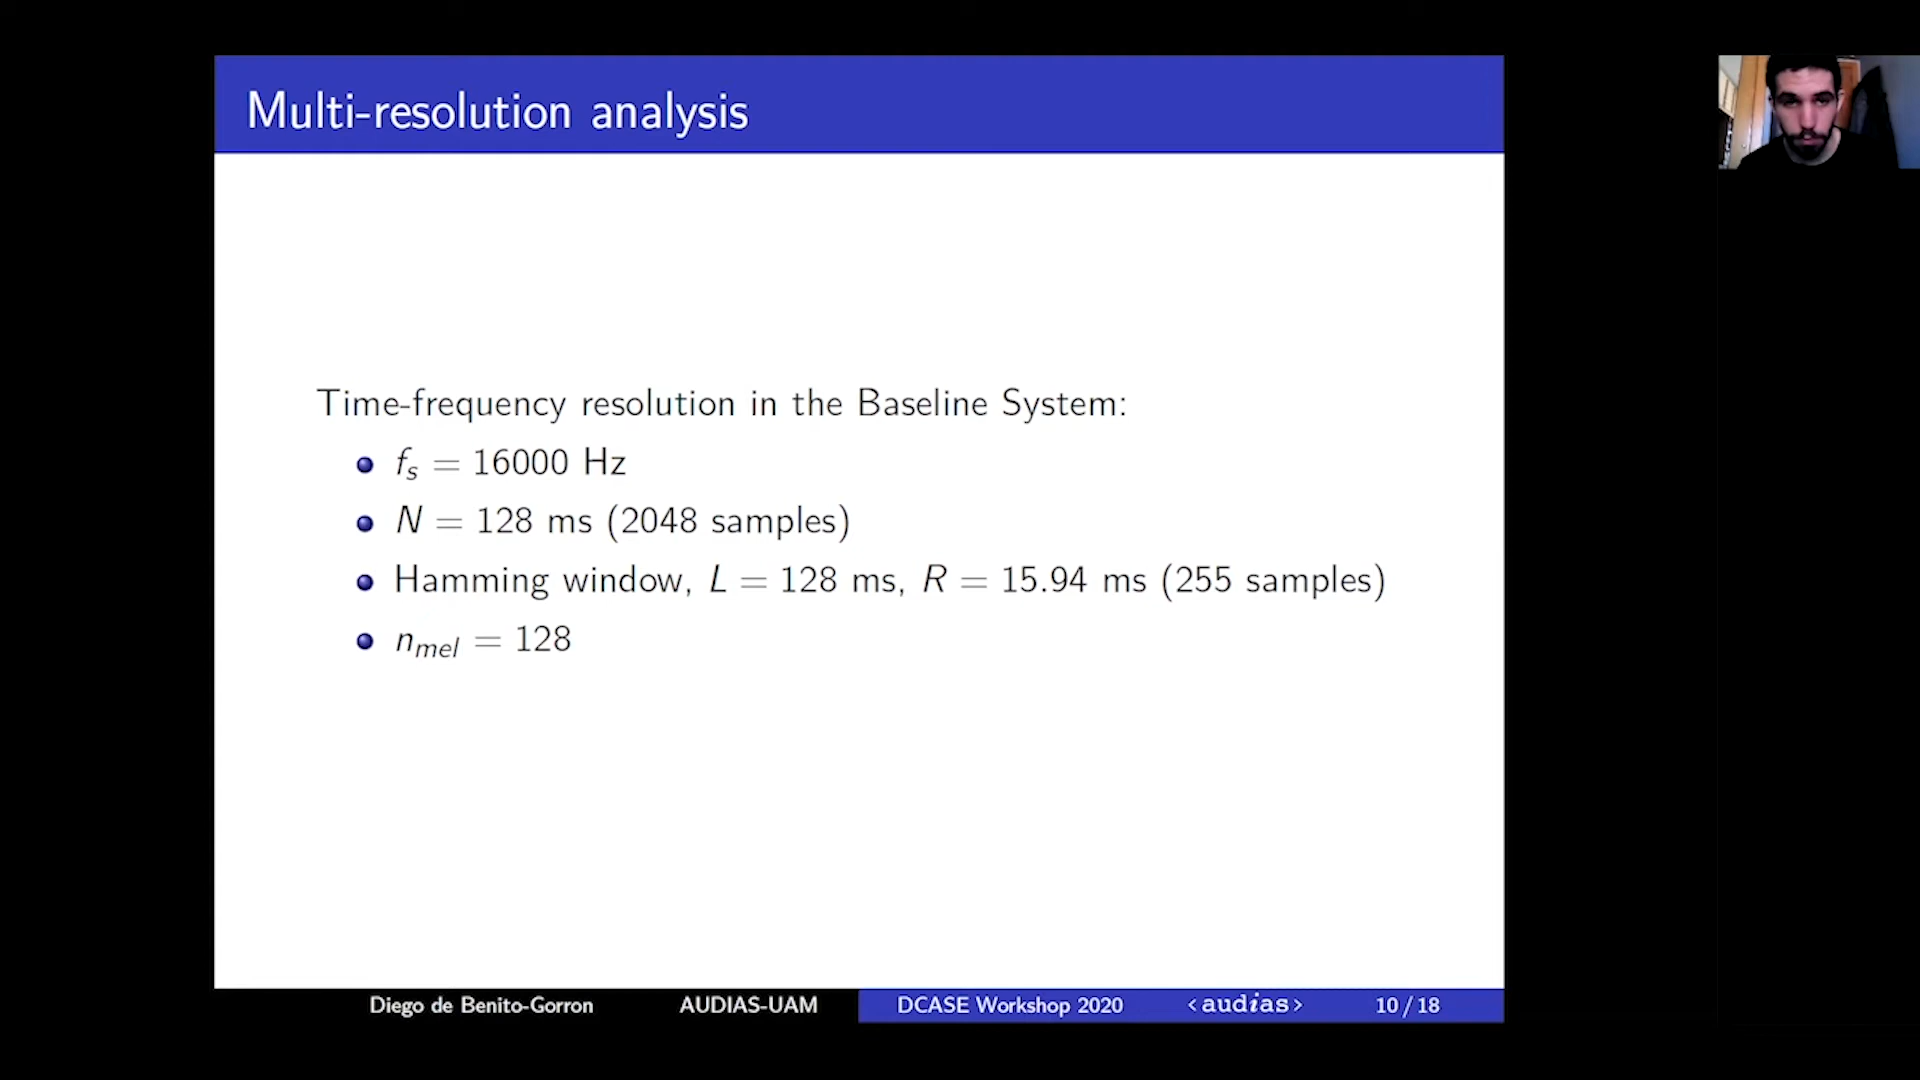 Multi-resolution analysis
Time-frequency resolution in the Baseline System:
fs = 16000 Hz
N = 128 ms (2048 samples)
Hamming window, L = 128 ms, R = 15.94 ms (255 samples)
nmel = 128
Diego de Benito-Gorron AUDIAS-UAM DCASE Workshop 2020 <audias> 10 / 18